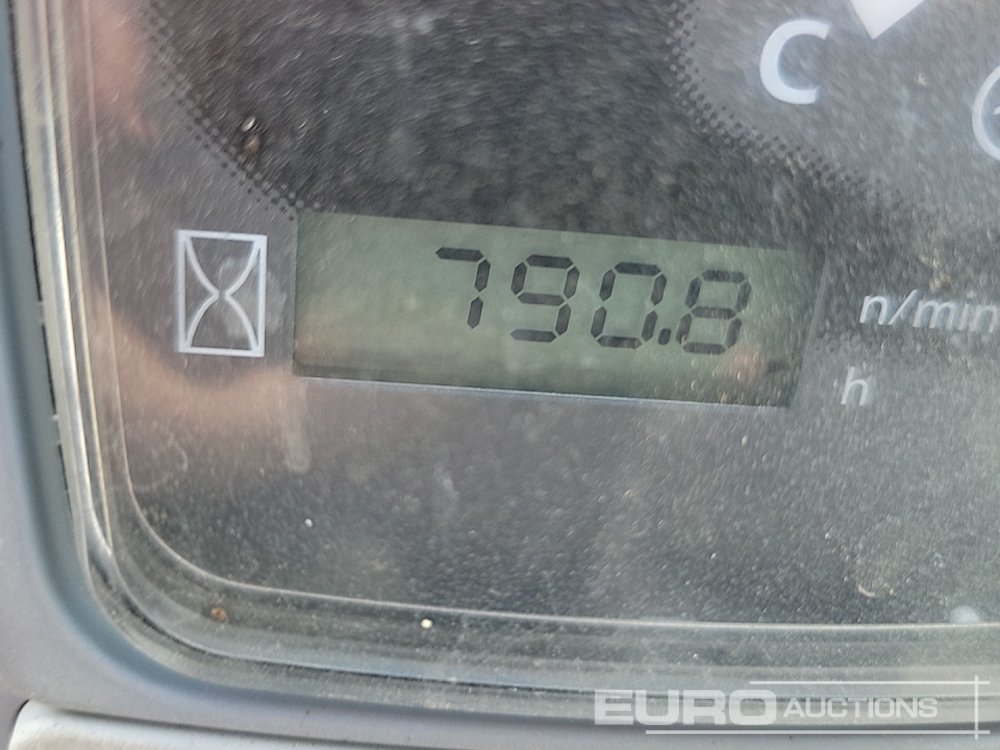 C
790.8
n/min
h
EURO AUCTIONS